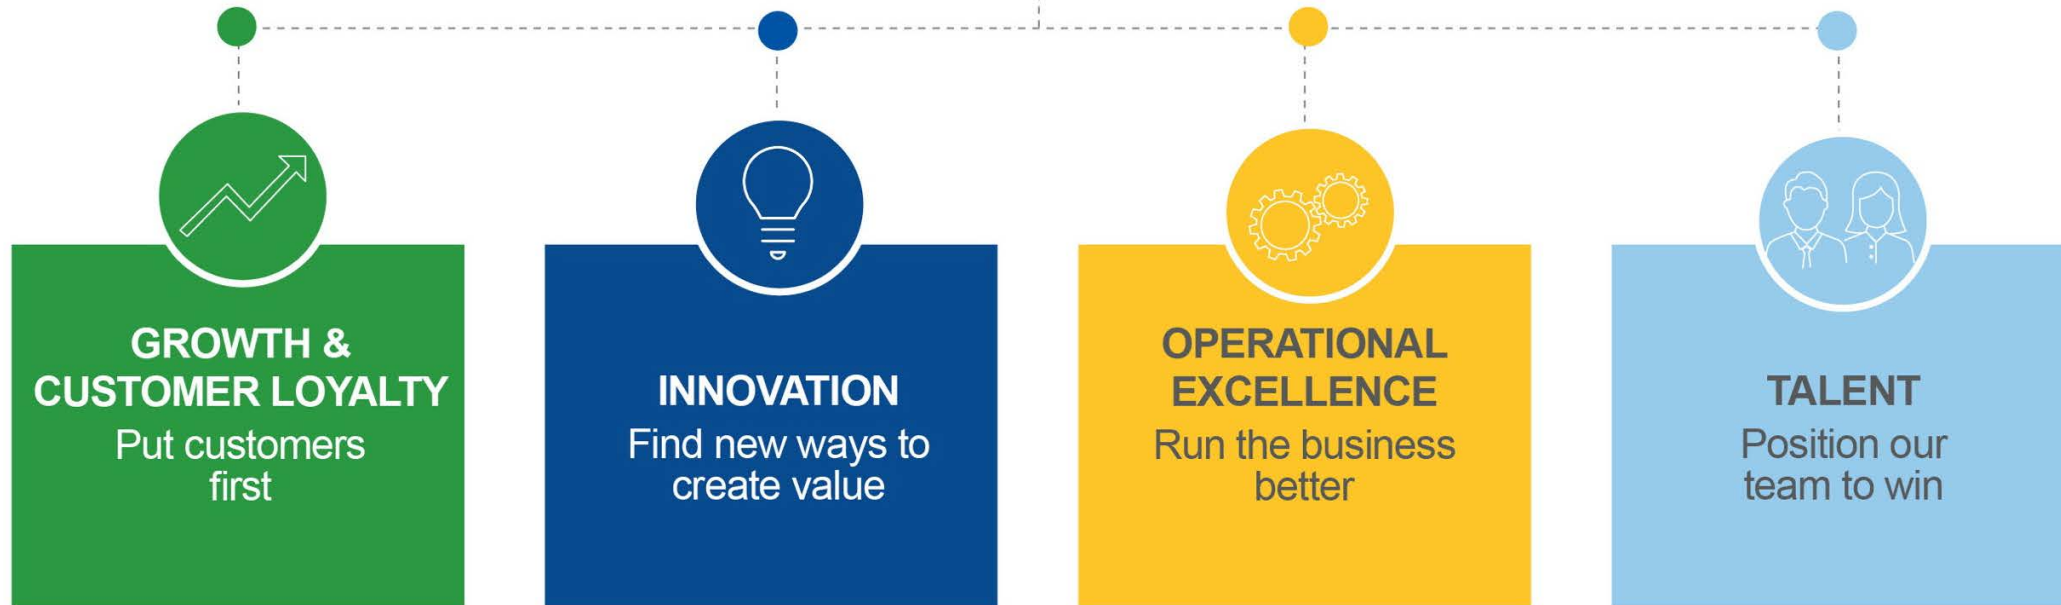 GROWTH &
CUSTOMER LOYALTY
Put customers
first
INNOVATION
Find new ways to
create value
OPERATIONAL
EXCELLENCE
Run the business
better
TALENT
Position our
team to win